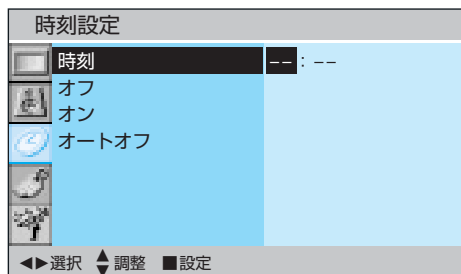 時刻設定
時刻 -- : --
オフ
オン
オートオフ
◀▶選択 ▲▼調整 ■設定